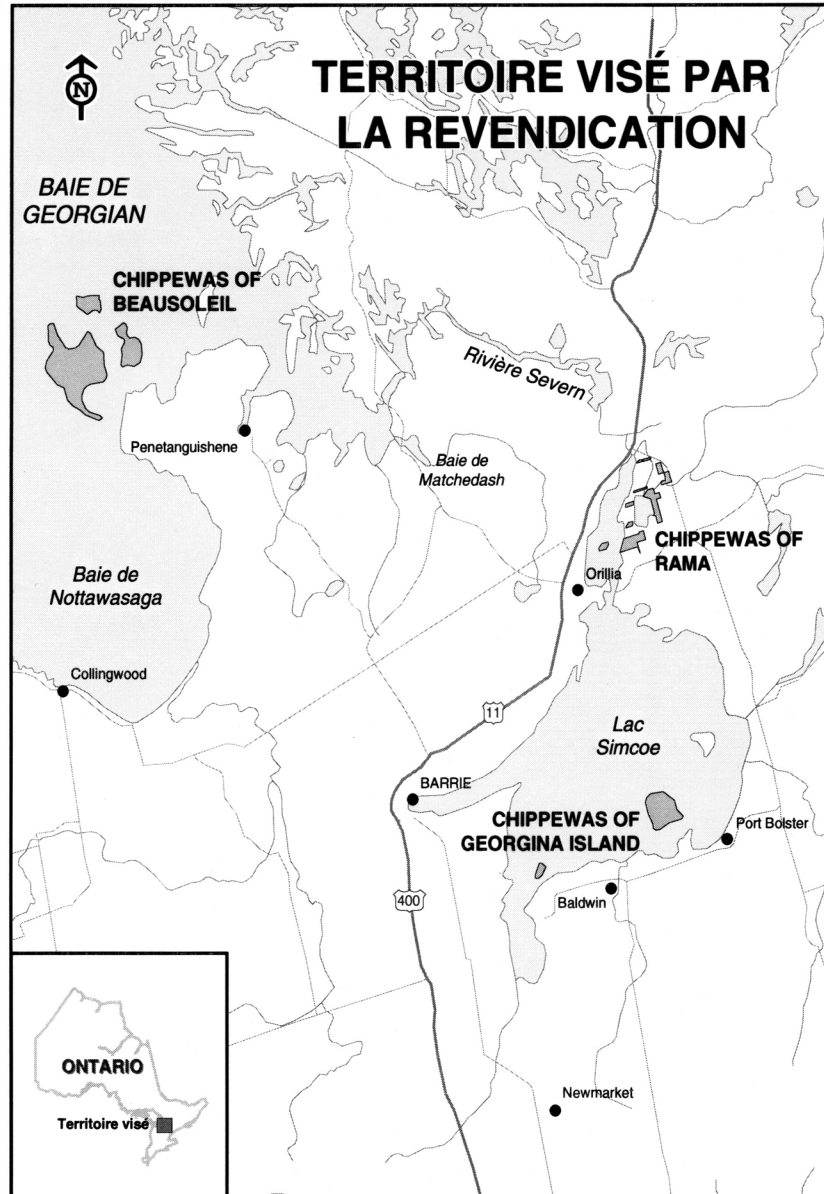 TERRITOIRE VISÉ PAR
LA REVENDICATION
N
BAIE DE
GEORGIAN
CHIPPEWAS OF
BEAUSOLEIL
Rivière Severn
Penetanguishene
Baie de
Matchedash
CHIPPEWAS OF
RAMA
Orillia
Baie de
Nottawasaga
Collingwood
11
Lac
Simcoe
BARRIE
CHIPPEWAS OF
GEORGINA ISLAND
Port Bolster
Baldwin
400
ONTARIO
Territoire visé
Newmarket